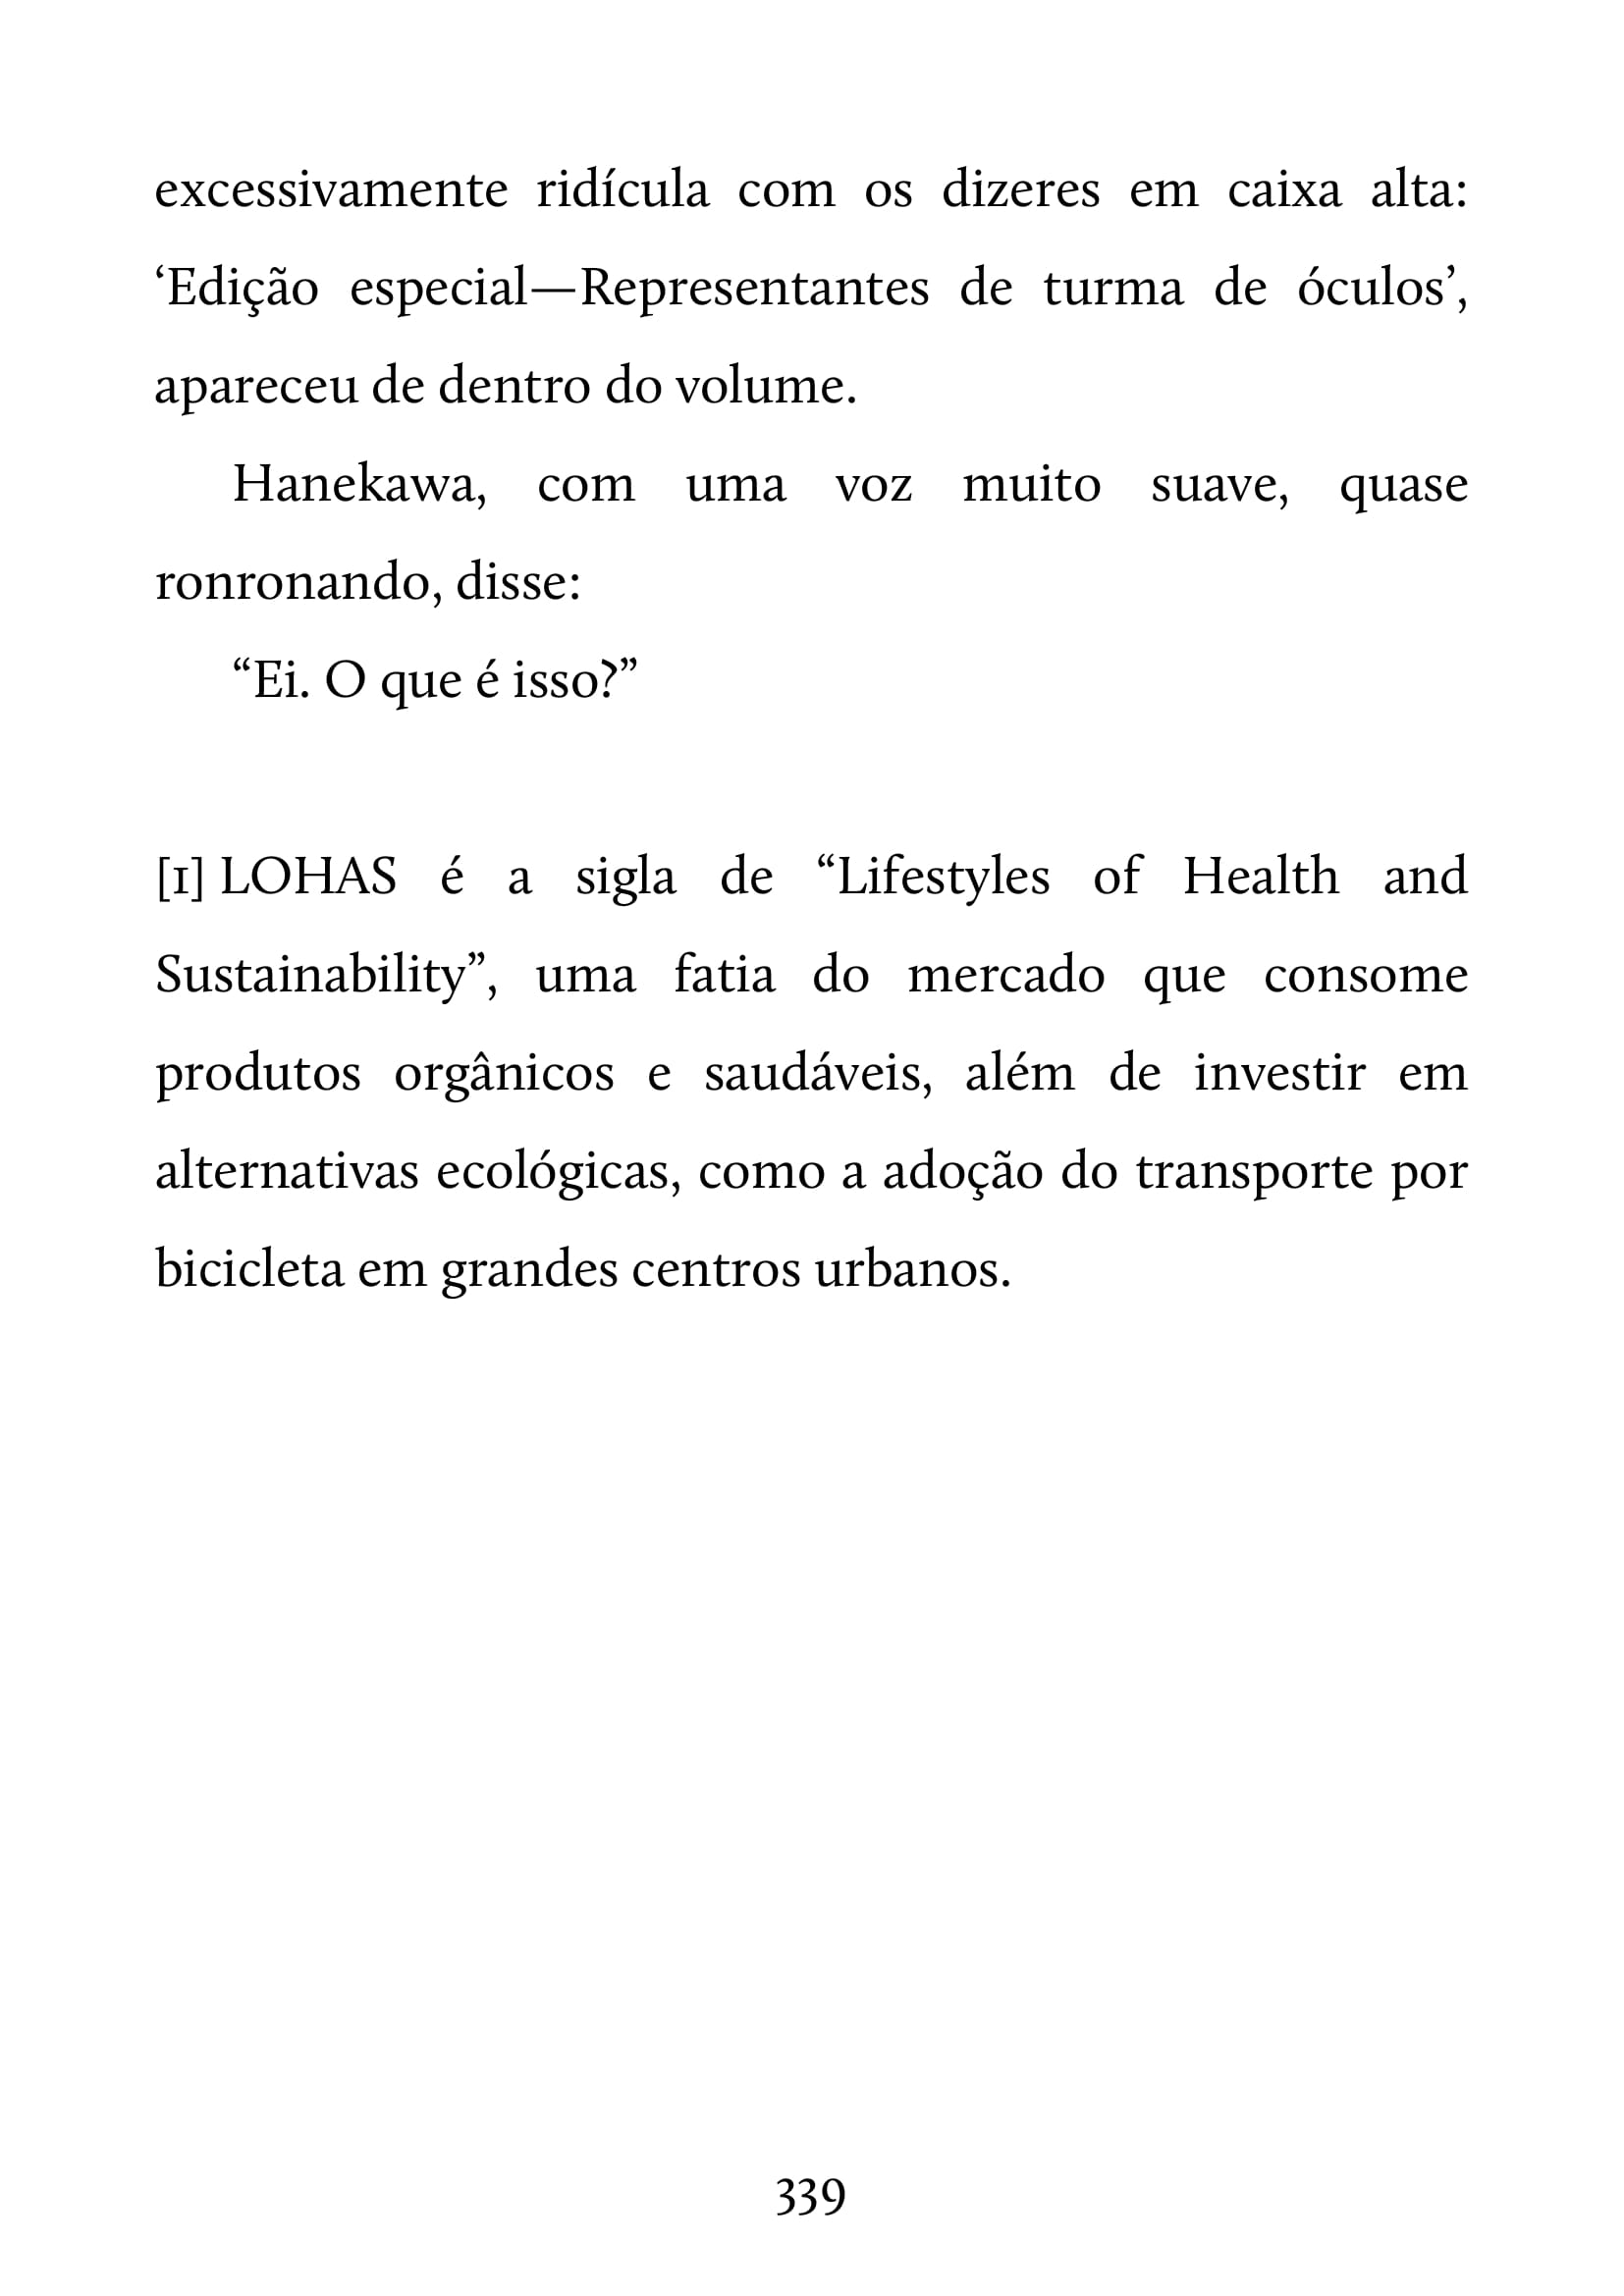 excessivamente ridícula com os dizeres em caixa alta:
‘Edição especial—Representantes de turma de óculos’,
apareceu de dentro do volume.
Hanekawa, com uma voz muito suave, quase
ronronando, disse:
“Ei. O que é isso?”
[1] LOHAS é a sigla de “Lifestyles of Health and
Sustainability”, uma fatia do mercado que consome
produtos orgânicos e saudáveis, além de investir em
alternativas ecológicas, como a adoção do transporte por
bicicleta em grandes centros urbanos.
339